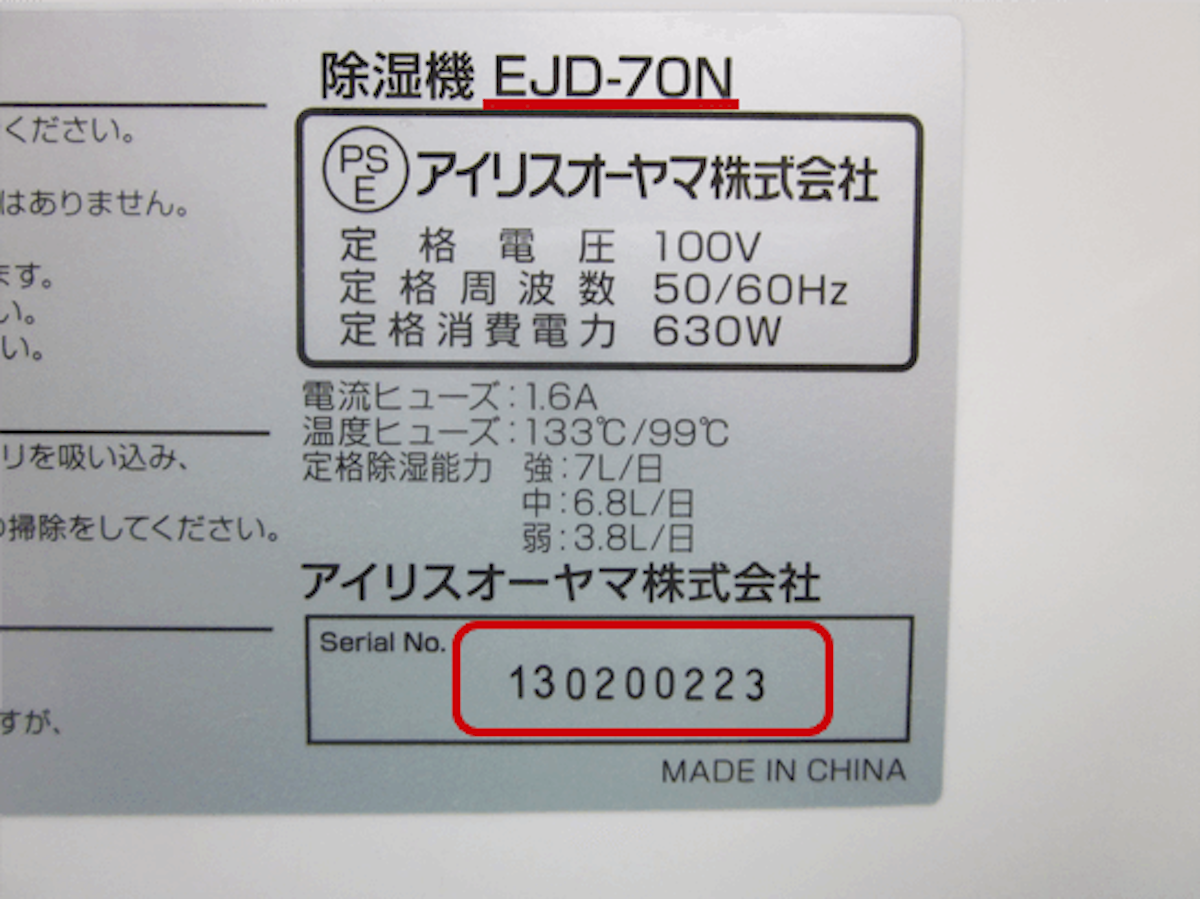 除湿機 EJD-70N
PSE アイリスオーヤマ株式会社
定格電圧 100V
定格周波数 50/60Hz
定格消費電力 630W
電流ヒューズ：1.6A
温度ヒューズ：133℃/99℃
定格除湿能力 強：7L/日
中：6.8L/日
弱：3.8L/日
アイリスオーヤマ株式会社
Serial No. 130200223
MADE IN CHINA
ください。
はありません。
ます。
い。
い。
リを吸い込み、
の掃除をしてください。
すが、